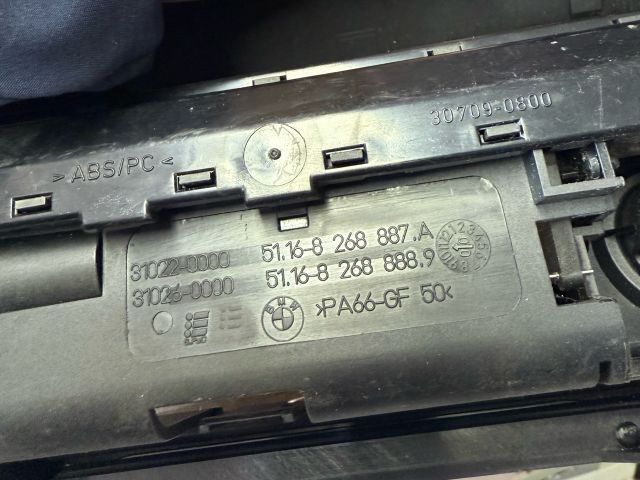 30709-0800
>ABS/PC<
31022-0000 51.16-8 268 887.A
31026-0000 51.16-8 268 888.9
BMW >PA66-GF 50<